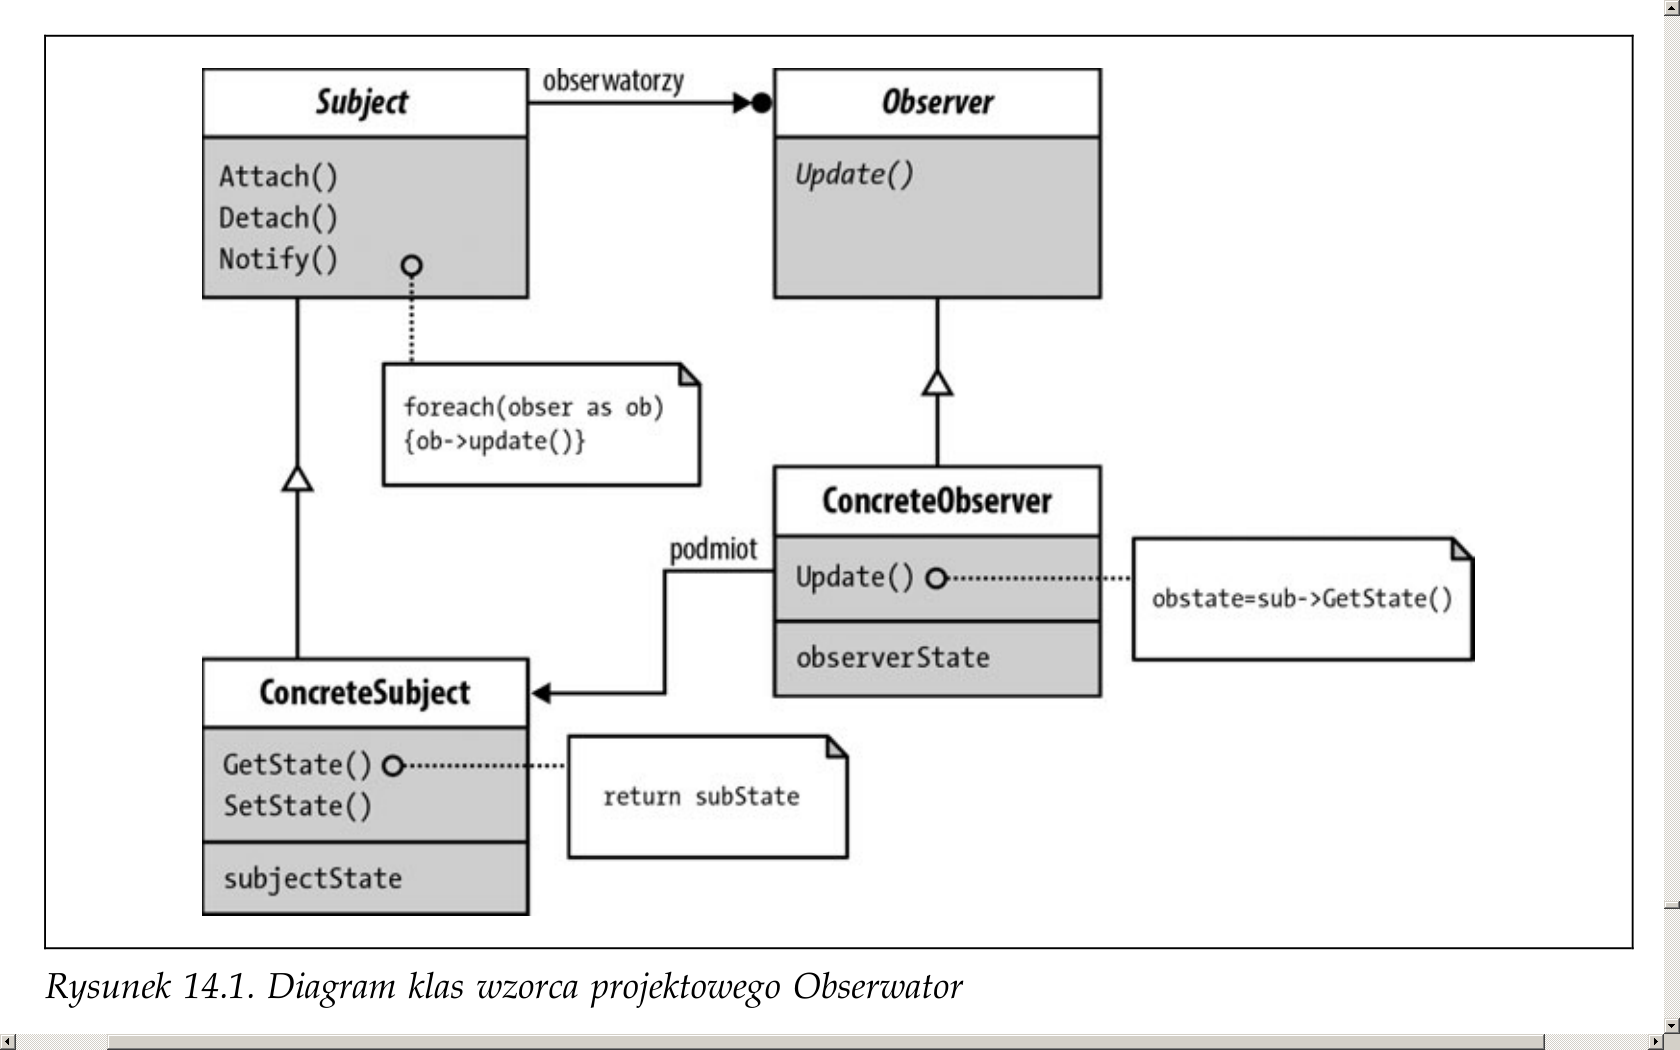 Subject
Attach()
Detach()
Notify()
obserwatorzy
Observer
Update()
foreach(obser as ob)
{ob->update()}
ConcreteObserver
Update()
observerState
podmiot
obstate=sub->GetState()
ConcreteSubject
GetState()
SetState()
subjectState
return subState
Rysunek 14.1. Diagram klas wzorca projektowego Obserwator